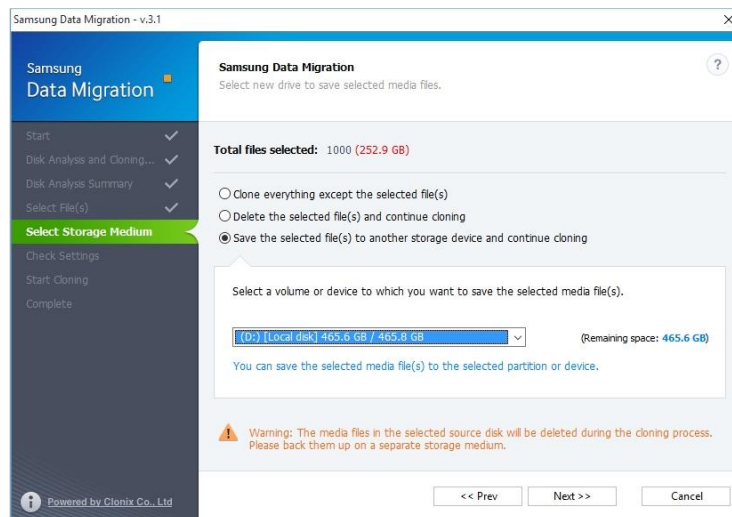 Samsung Data Migration - v.3.1
Samsung
Data Migration
Start
Disk Analysis and Cloning...
Disk Analysis Summary
Select File(s)
Select Storage Medium
Check Settings
Start Cloning
Complete
Powered by Clonix Co., Ltd
Samsung Data Migration
Select new drive to save selected media files.
?
Total files selected: 1000 (252.9 GB)
Clone everything except the selected file(s)
Delete the selected file(s) and continue cloning
Save the selected file(s) to another storage device and continue cloning
Select a volume or device to which you want to save the selected media file(s).
(D:) [Local disk] 465.6 GB / 465.8 GB
(Remaining space: 465.6 GB)
You can save the selected media file(s) to the selected partition or device.
Warning: The media files in the selected source disk will be deleted during the cloning process.
Please back them up on a separate storage medium.
<< Prev
Next >>
Cancel